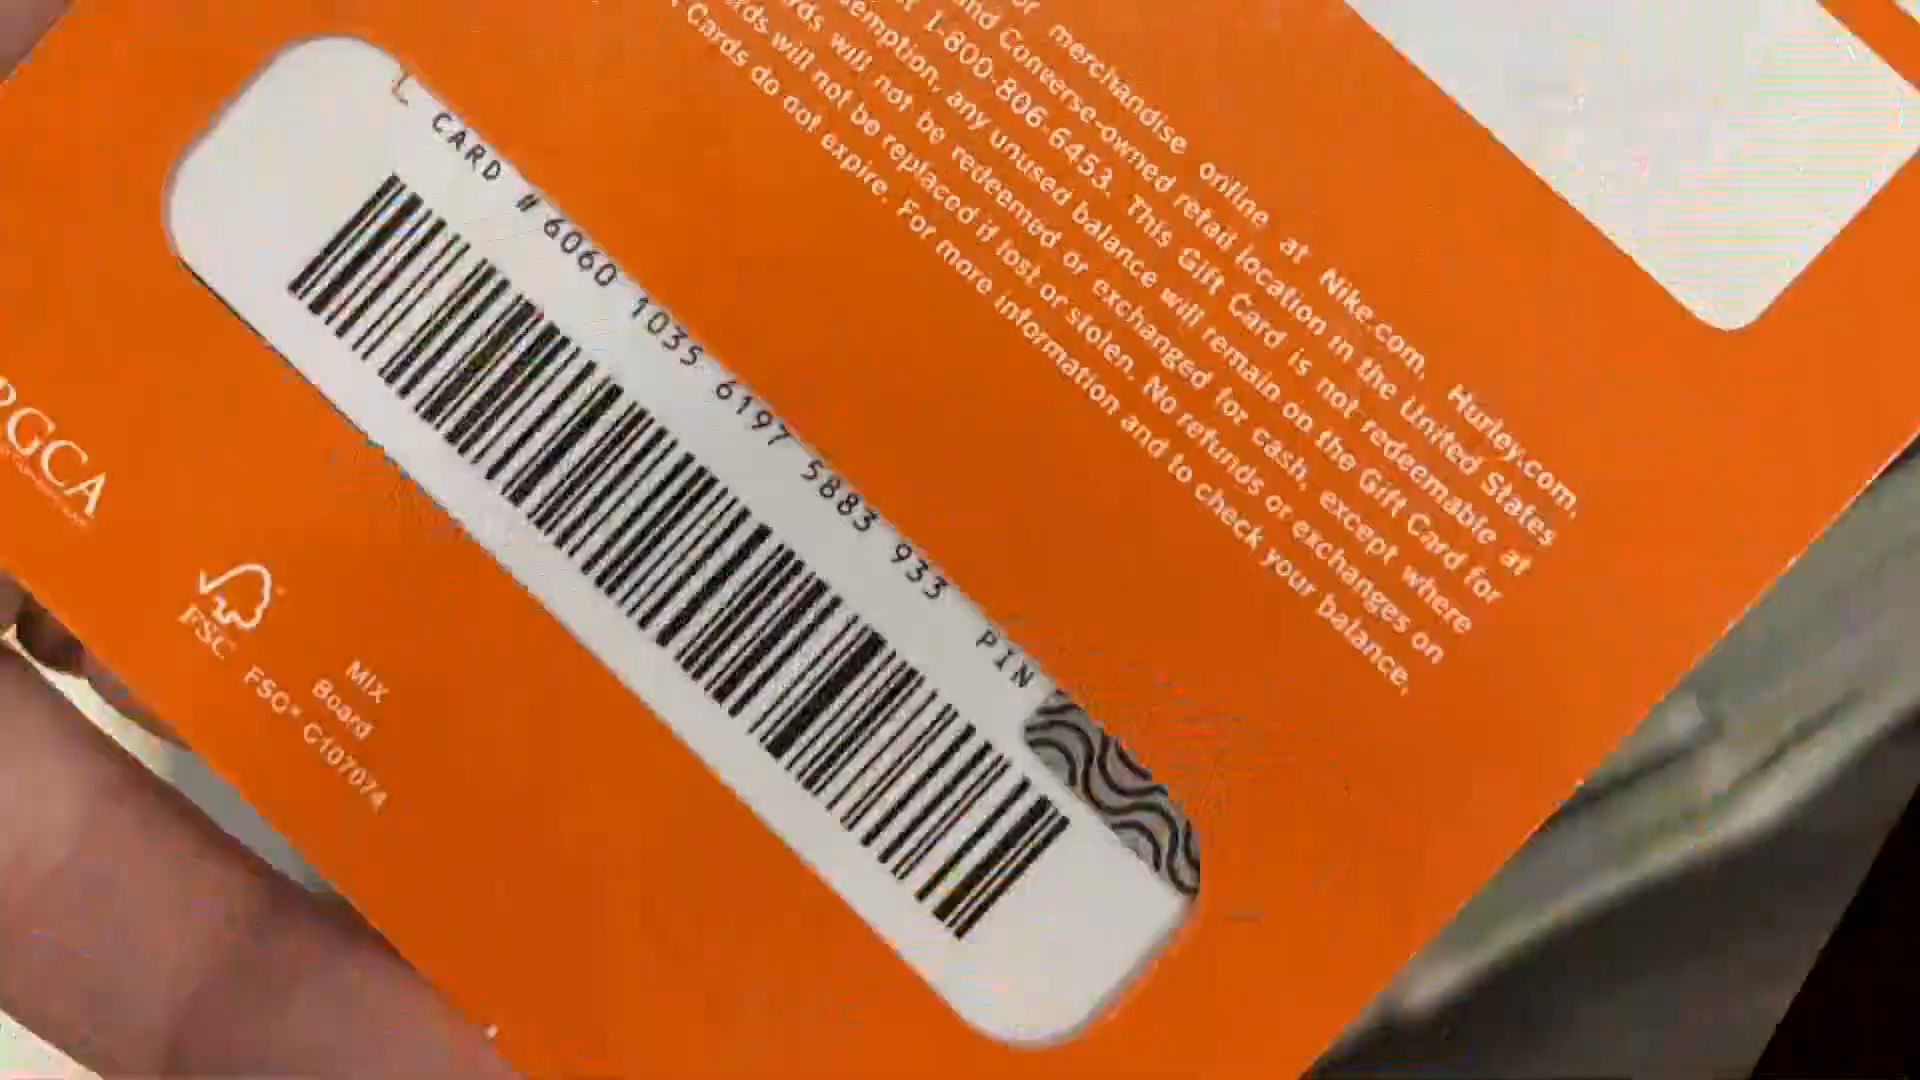 or merchandise online at Nike.com, Hurley.com,
and Converse-owned retail location in the United States
1-800-806-6453. This Gift Card is not redeemable at
any unused balance will remain on the Gift Card for
will not be redeemed or exchanged for cash, except where
will not be replaced if lost or stolen. No refunds or exchanges on
Cards do not expire. For more information and to check your balance,
CARD # 6060 1035 6197 5883 933 PIN
GCA
FSC
MIX
Board
FSC® C107074